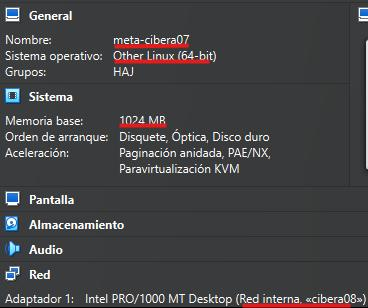 General
Nombre: meta-cibera07
Sistema operativo: Other Linux (64-bit)
Grupos: HAJ
Sistema
Memoria base: 1024 MB
Orden de arranque: Disquete, Óptica, Disco duro
Aceleración: Paginación anidada, PAE/NX,
Paravirtualización KVM
Pantalla
Almacenamiento
Audio
Red
Adaptador 1: Intel PRO/1000 MT Desktop (Red interna, «cibera08»)